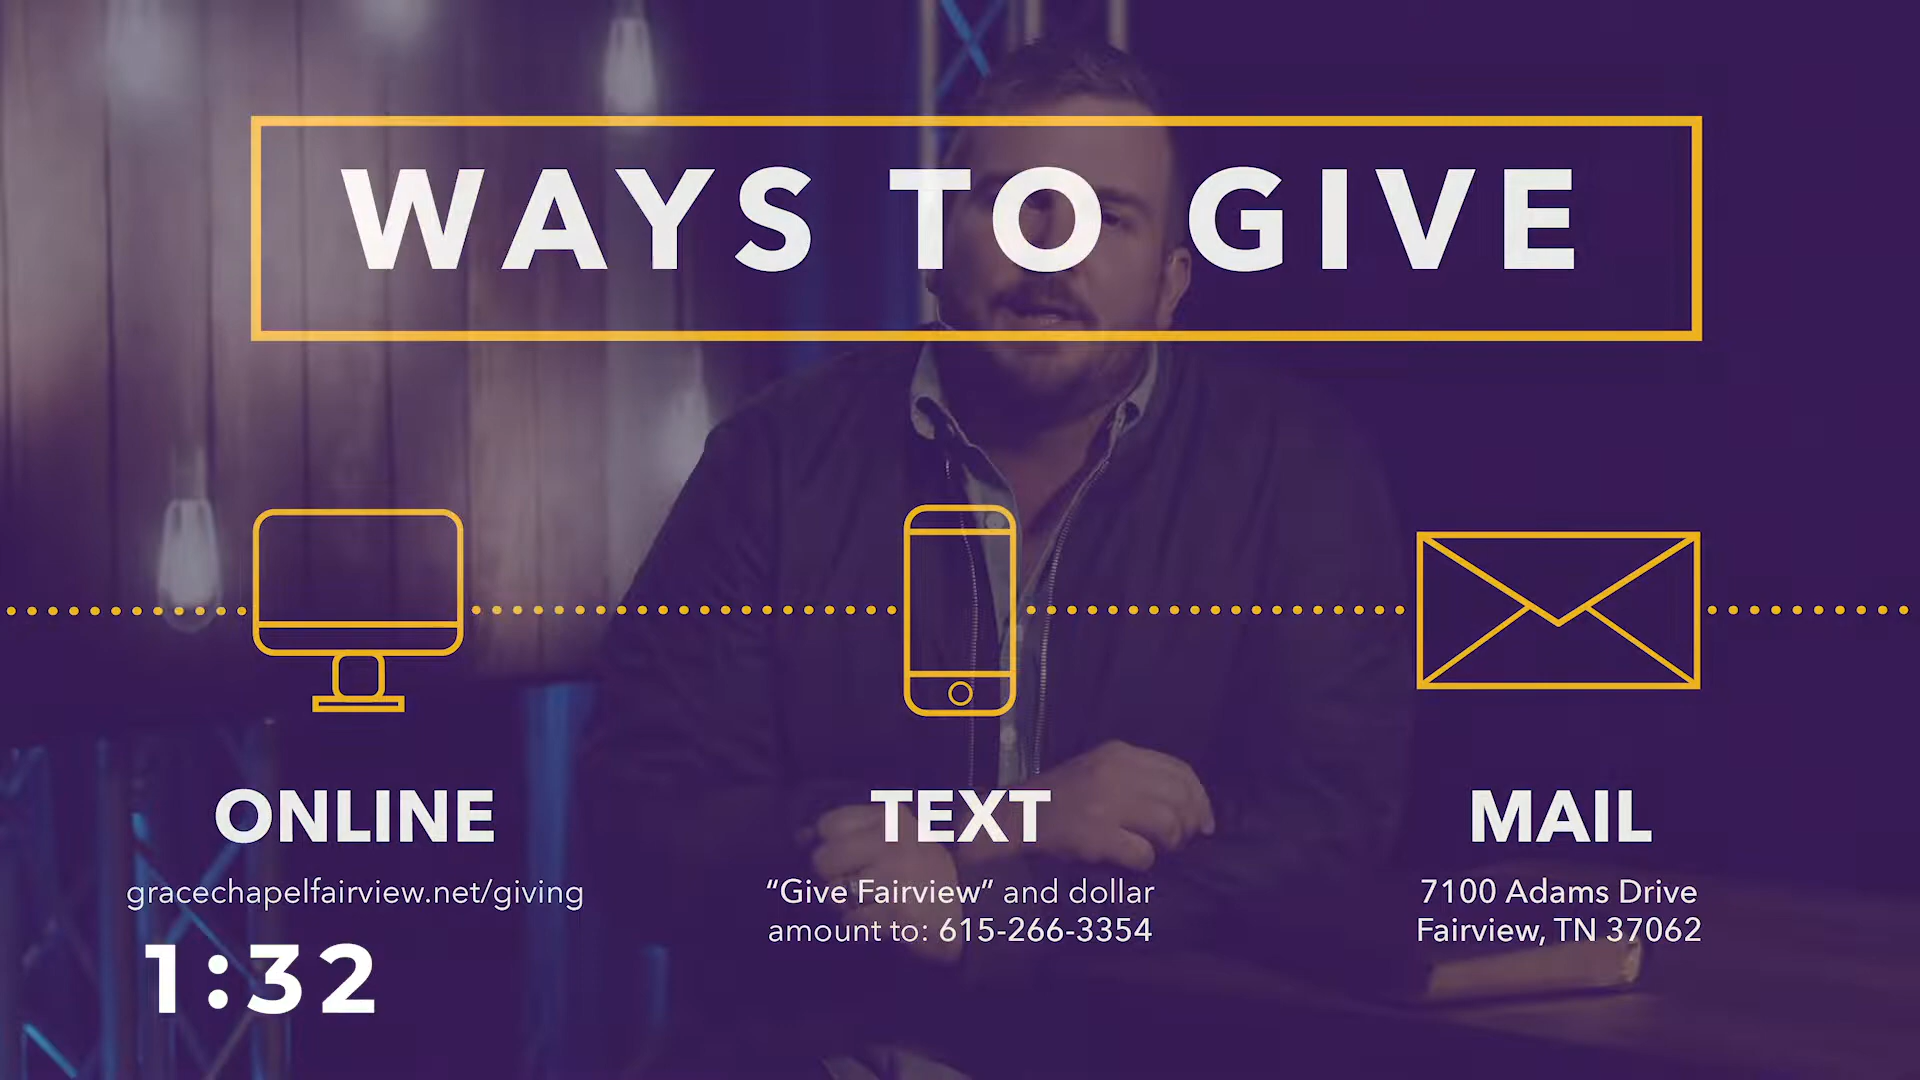 WAYS TO GIVE
ONLINE
gracechapelfairview.net/giving
TEXT
“Give Fairview” and dollar
amount to: 615-266-3354
MAIL
7100 Adams Drive
Fairview, TN 37062
1:32